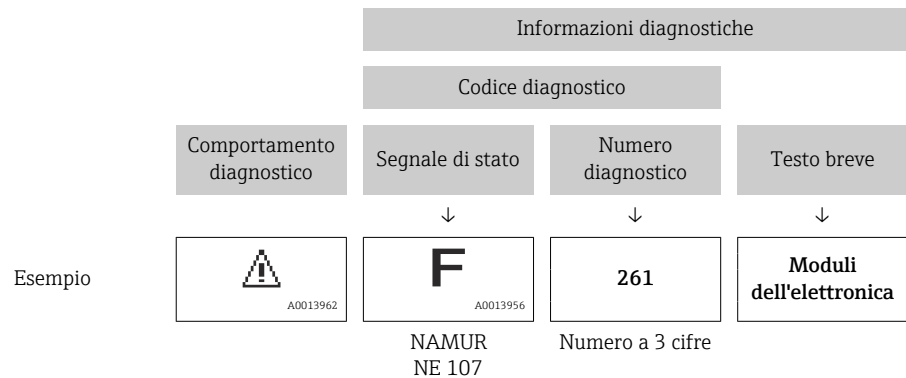 Informazioni diagnostiche
Codice diagnostico
Comportamento
diagnostico
Segnale di stato
Numero
diagnostico
Testo breve
↓ ↓ ↓
Esempio
A0013962
F
A0013956
261
Moduli
dell'elettronica
NAMUR
NE 107
Numero a 3 cifre